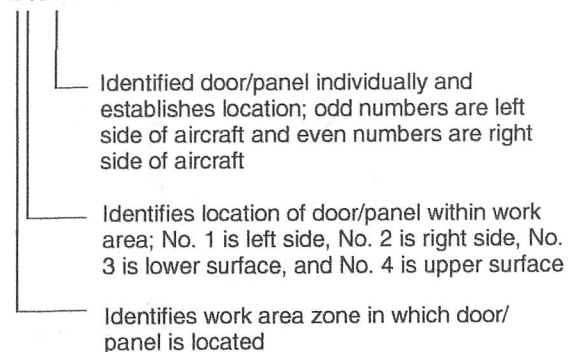 Identified door/panel individually and
establishes location; odd numbers are left
side of aircraft and even numbers are right
side of aircraft
Identifies location of door/panel within work
area; No. 1 is left side, No. 2 is right side, No.
3 is lower surface, and No. 4 is upper surface
Identifies work area zone in which door/
panel is located